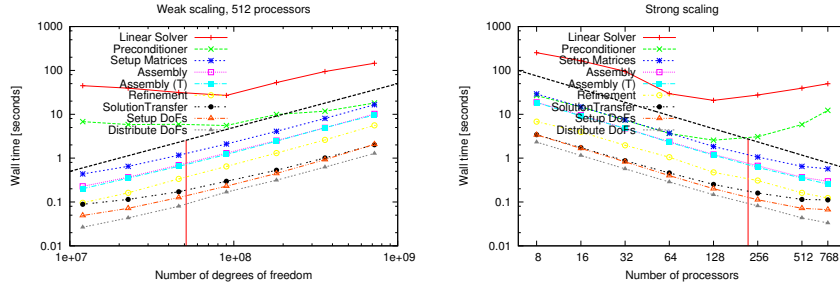 Weak scaling, 512 processors
Wall time [seconds]
1000
100
10
1
0.1
0.01
1e+07
1e+08
1e+09
Number of degrees of freedom
Linear Solver
Preconditioner
Setup Matrices
Assembly
Assembly (T)
Refinement
SolutionTransfer
Setup DoFs
Distribute DoFs
Strong scaling
Wall time [seconds]
1000
100
10
1
0.1
0.01
8
16
32
64
128
256
512
768
Number of processors
Linear Solver
Preconditioner
Setup Matrices
Assembly
Assembly (T)
Refinement
SolutionTransfer
Setup DoFs
Distribute DoFs